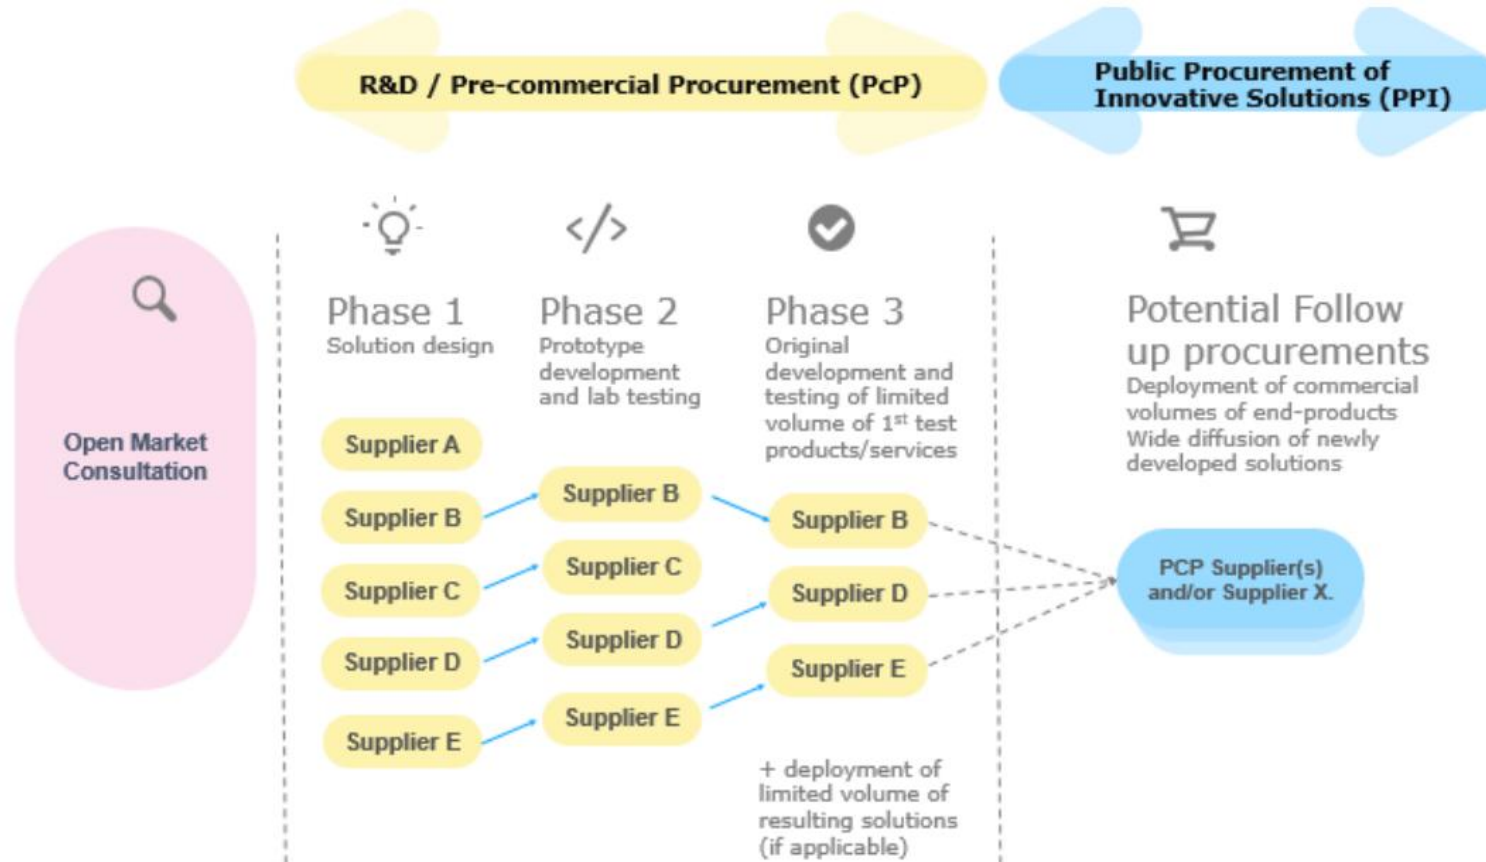 R&D / Pre-commercial Procurement (PcP)
Public Procurement of
Innovative Solutions (PPI)
Open Market
Consultation
</>
Phase 1
Solution design
Supplier A
Supplier B
Supplier C
Supplier D
Supplier E
Phase 2
Prototype
development
and lab testing
Supplier B
Supplier C
Supplier D
Supplier E
Phase 3
Original
development and
testing of limited
volume of 1st test
products/services
Supplier B
Supplier D
Supplier E
+ deployment of
limited volume of
resulting solutions
(if applicable)
Potential Follow
up procurements
Deployment of commercial
volumes of end-products
Wide diffusion of newly
developed solutions
PCP Supplier(s)
and/or Supplier X.